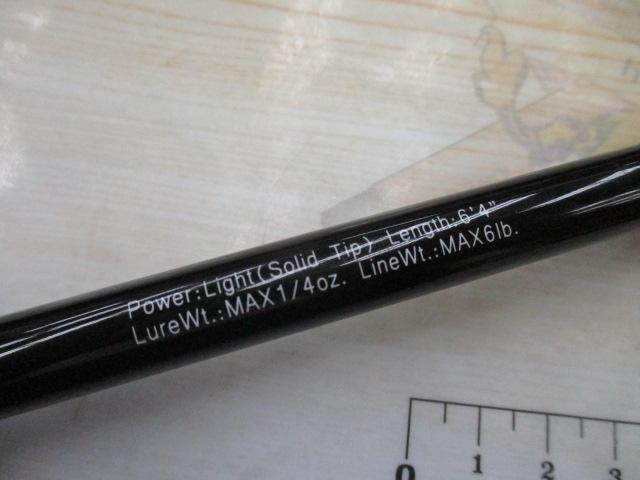 Power:Light(Solid Tip) Length:6'4"
LureWt.:MAX1/4oz. LineWt.:MAX6lb.
0 1 2 3